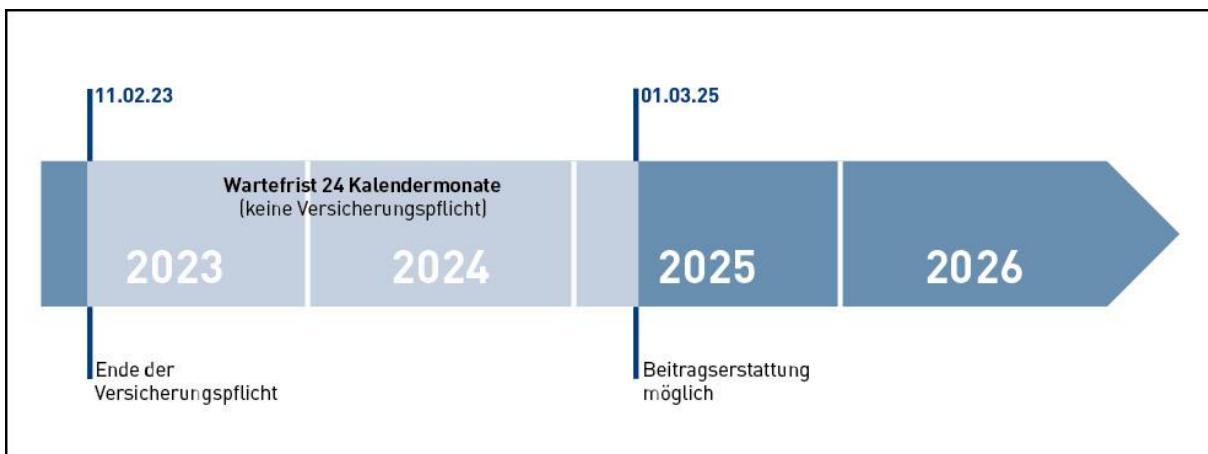 11.02.23
01.03.25
Wartefrist 24 Kalendermonate
(keine Versicherungspflicht)
2023
2024
2025
2026
Ende der
Versicherungspflicht
Beitragserstattung
möglich